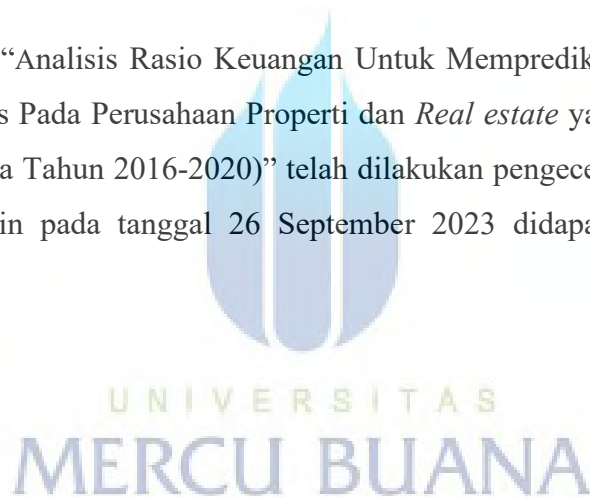 “Analisis Rasio Keuangan Untuk Mempredik
s Pada Perusahaan Properti dan Real estate ya
a Tahun 2016-2020)” telah dilakukan pengece
in pada tanggal 26 September 2023 didapa
UNIVERSITAS
MERCU BUANA